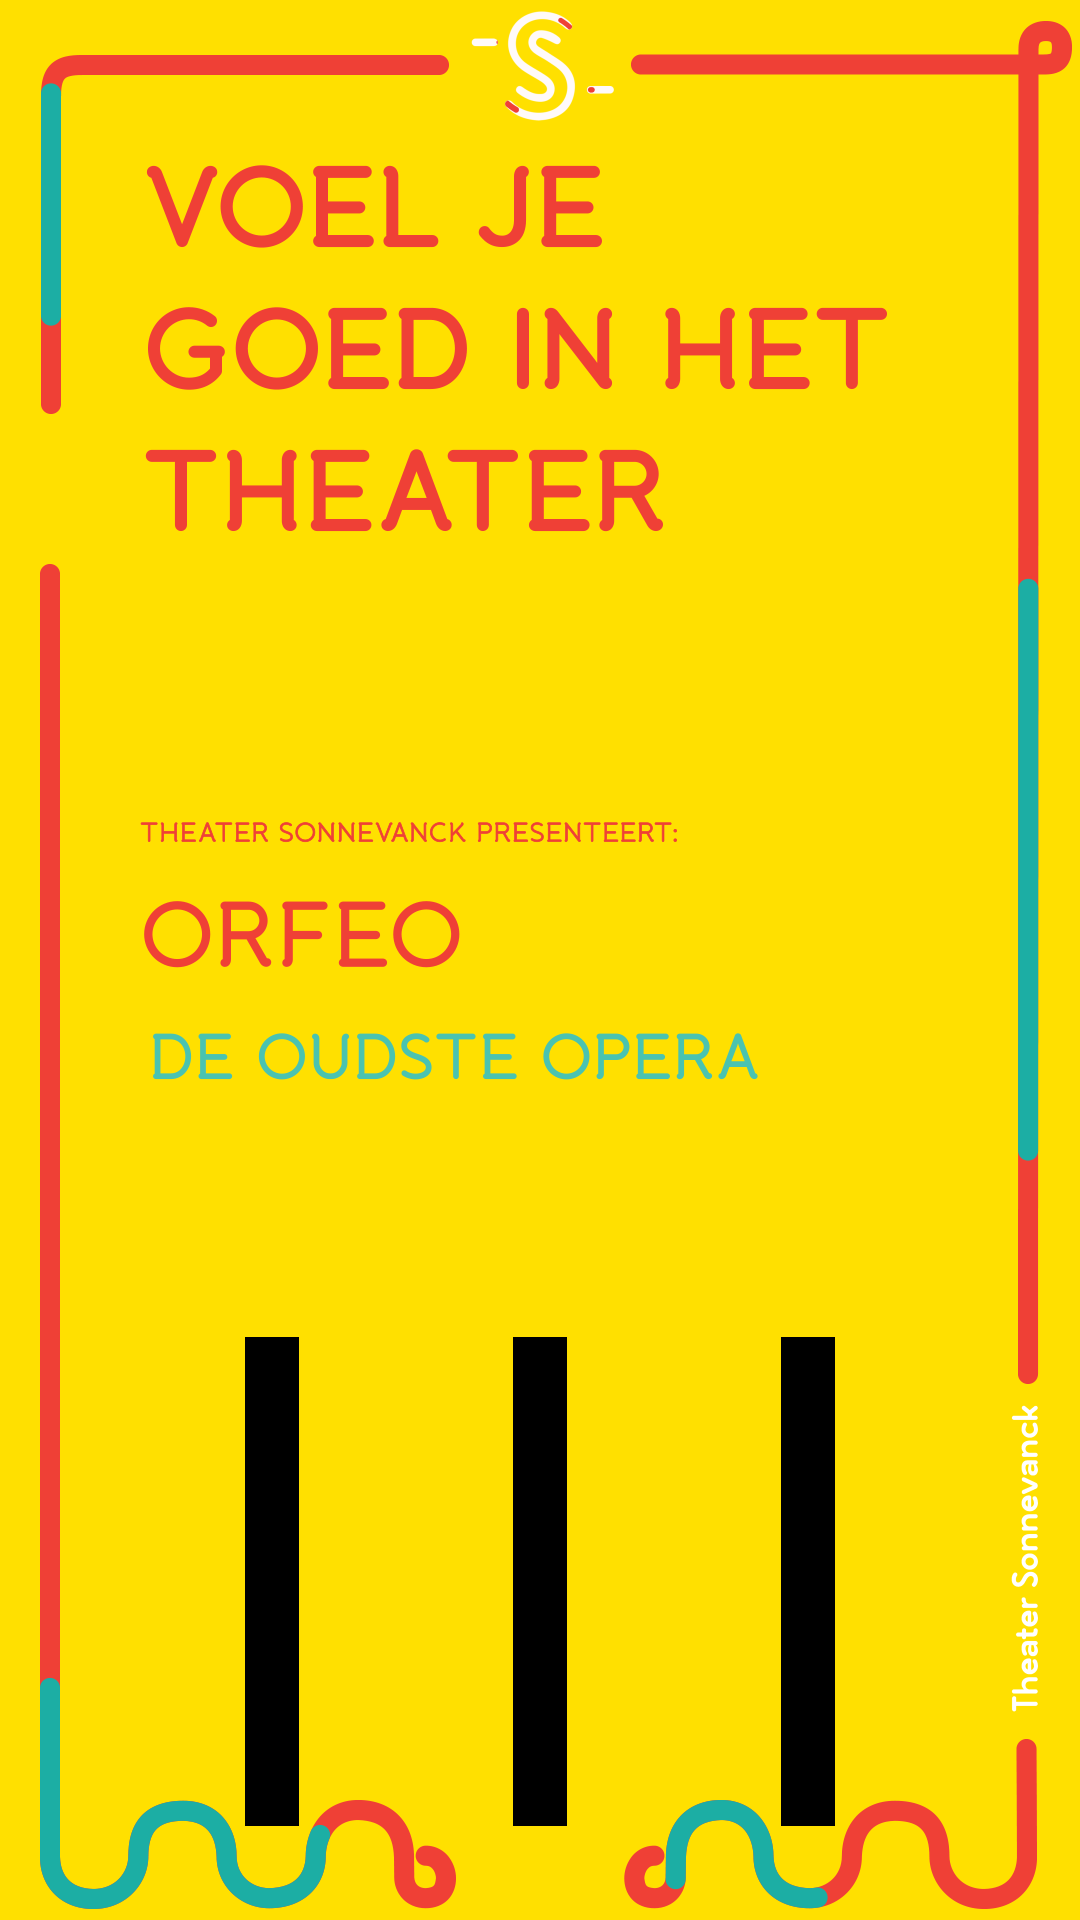 S
VOEL JE
GOED IN HET
THEATER
THEATER SONNEVANCK PRESENTEERT:
ORFEO
DE OUDSTE OPERA
Theater Sonnevanck